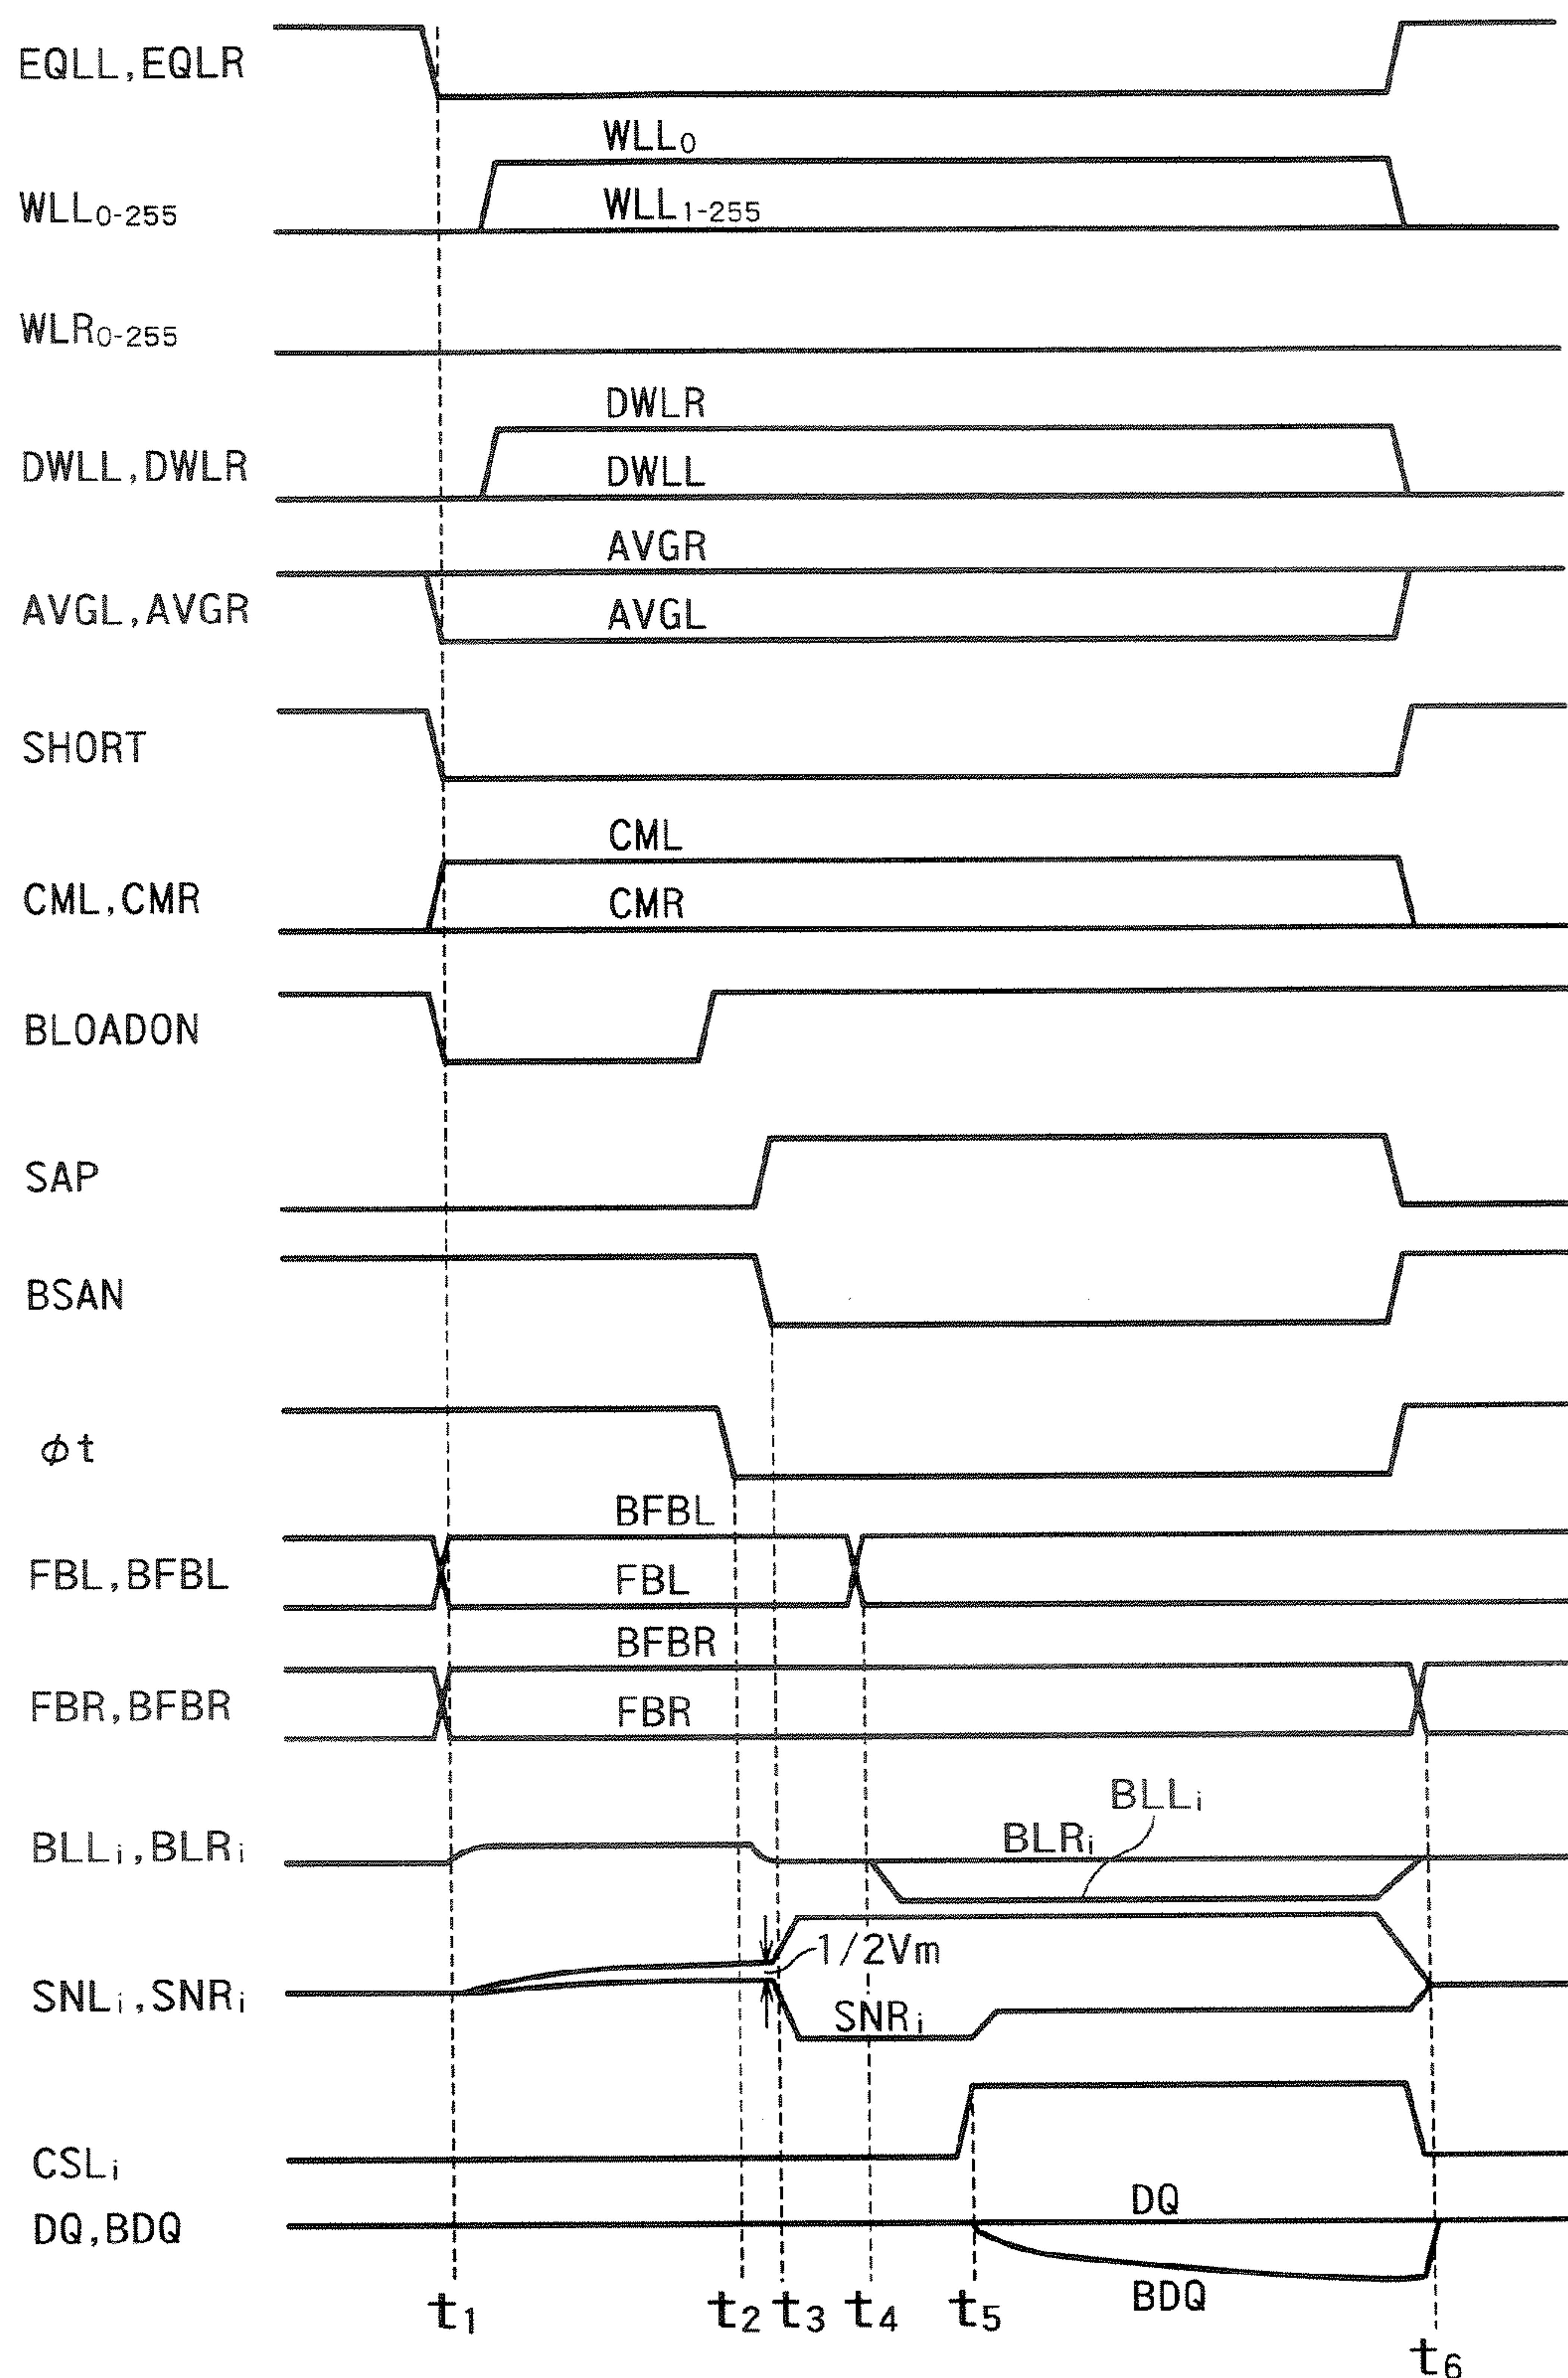 EQLL,EQLR
WLL0
WLL0-255
WLL1-255
WLR0-255
DWLR
DWLL,DWLR
DWLL
AVGR
AVGL,AVGR
AVGL
SHORT
CML
CML,CMR
CMR
BLOADON
SAP
BSAN
φt
BFBL
FBL,BFBL
FBL
BFBR
FBR,BFBR
FBR
BLLi
BLLi,BLRi
BLRi
1/2Vm
SNLi,SNRi
SNRi
CSLi
DQ
DQ,BDQ
BDQ
t1 t2 t3 t4 t5
t6